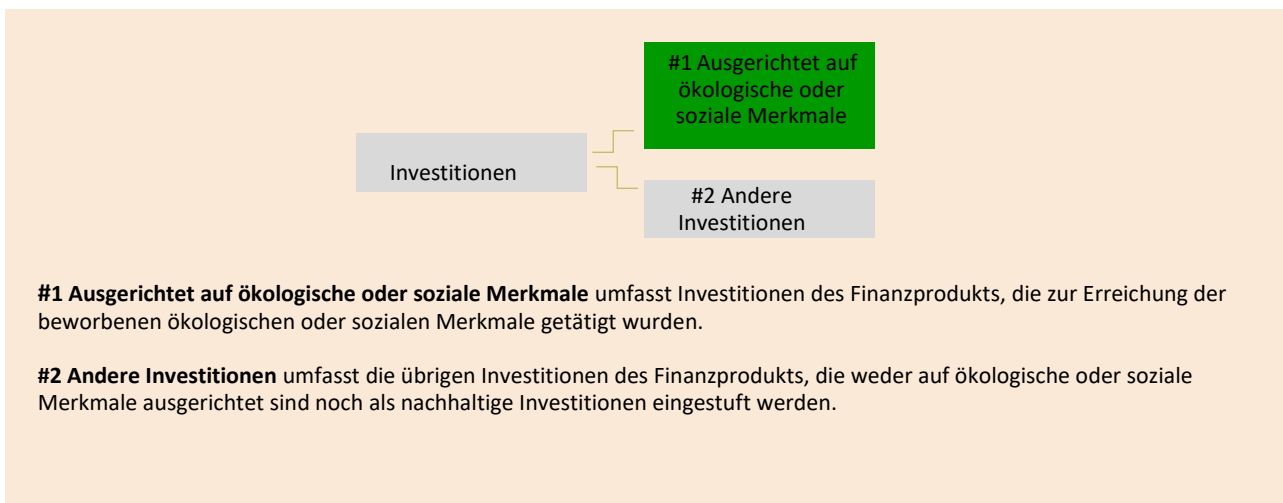 #1 Ausgerichtet auf
ökologische oder
soziale Merkmale
Investitionen
#2 Andere
Investitionen
#1 Ausgerichtet auf ökologische oder soziale Merkmale umfasst Investitionen des Finanzprodukts, die zur Erreichung der
beworbenen ökologischen oder sozialen Merkmale getätigt wurden.
#2 Andere Investitionen umfasst die übrigen Investitionen des Finanzprodukts, die weder auf ökologische oder soziale
Merkmale ausgerichtet sind noch als nachhaltige Investitionen eingestuft werden.